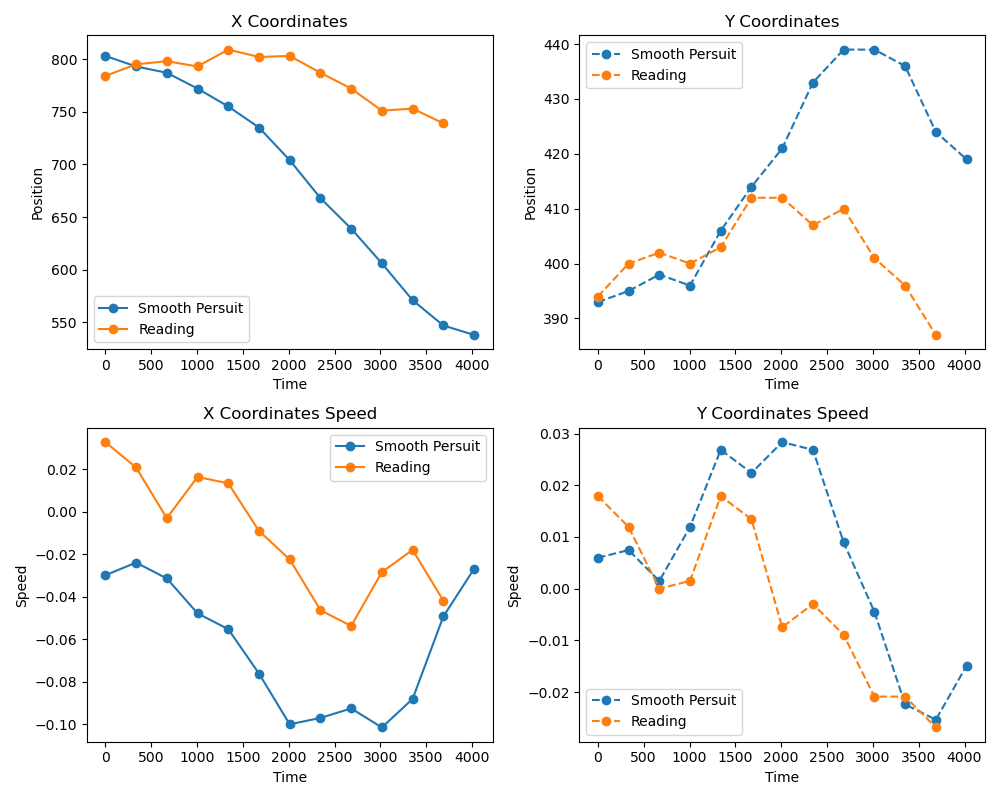 X Coordinates
Position
800
750
700
650
600
550
Smooth Persuit
Reading
0 500 1000 1500 2000 2500 3000 3500 4000
Time
Y Coordinates
Position
440
430
420
410
400
390
Smooth Persuit
Reading
0 500 1000 1500 2000 2500 3000 3500 4000
Time
X Coordinates Speed
Speed
0.02
0.00
−0.02
−0.04
−0.06
−0.08
−0.10
Smooth Persuit
Reading
0 500 1000 1500 2000 2500 3000 3500 4000
Time
Y Coordinates Speed
Speed
0.03
0.02
0.01
0.00
−0.01
−0.02
Smooth Persuit
Reading
0 500 1000 1500 2000 2500 3000 3500 4000
Time